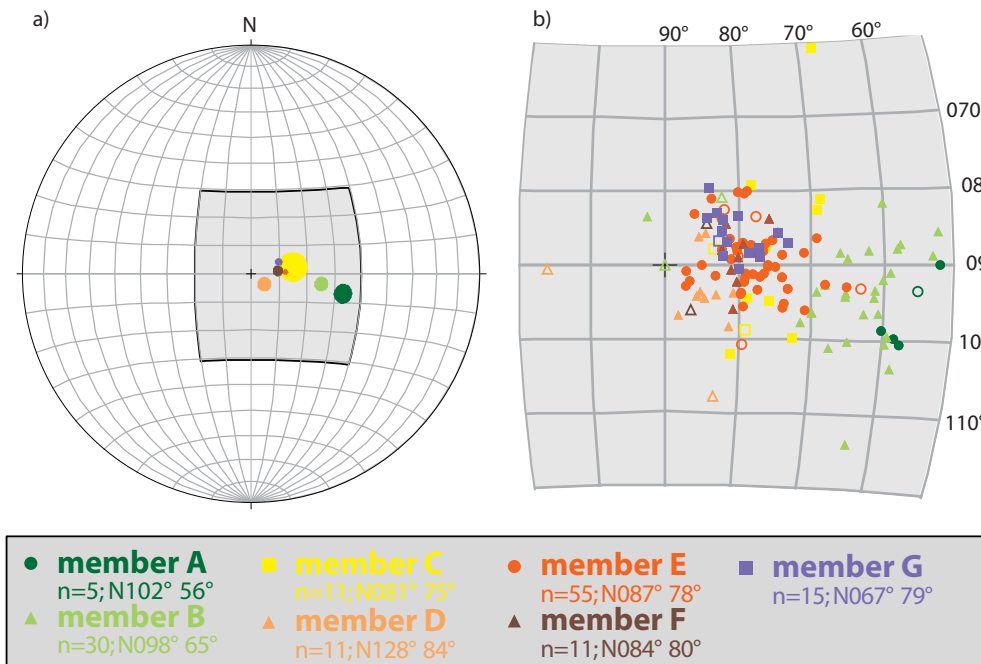 a)
N
b)
90° 80° 70° 60°
070
08
09
10
110°
member A
n=5; N102° 56°
member B
n=30; N098° 65°
member C
n=11; N081° 75°
member D
n=11; N128° 84°
member E
n=55; N087° 78°
member F
n=11; N084° 80°
member G
n=15; N067° 79°